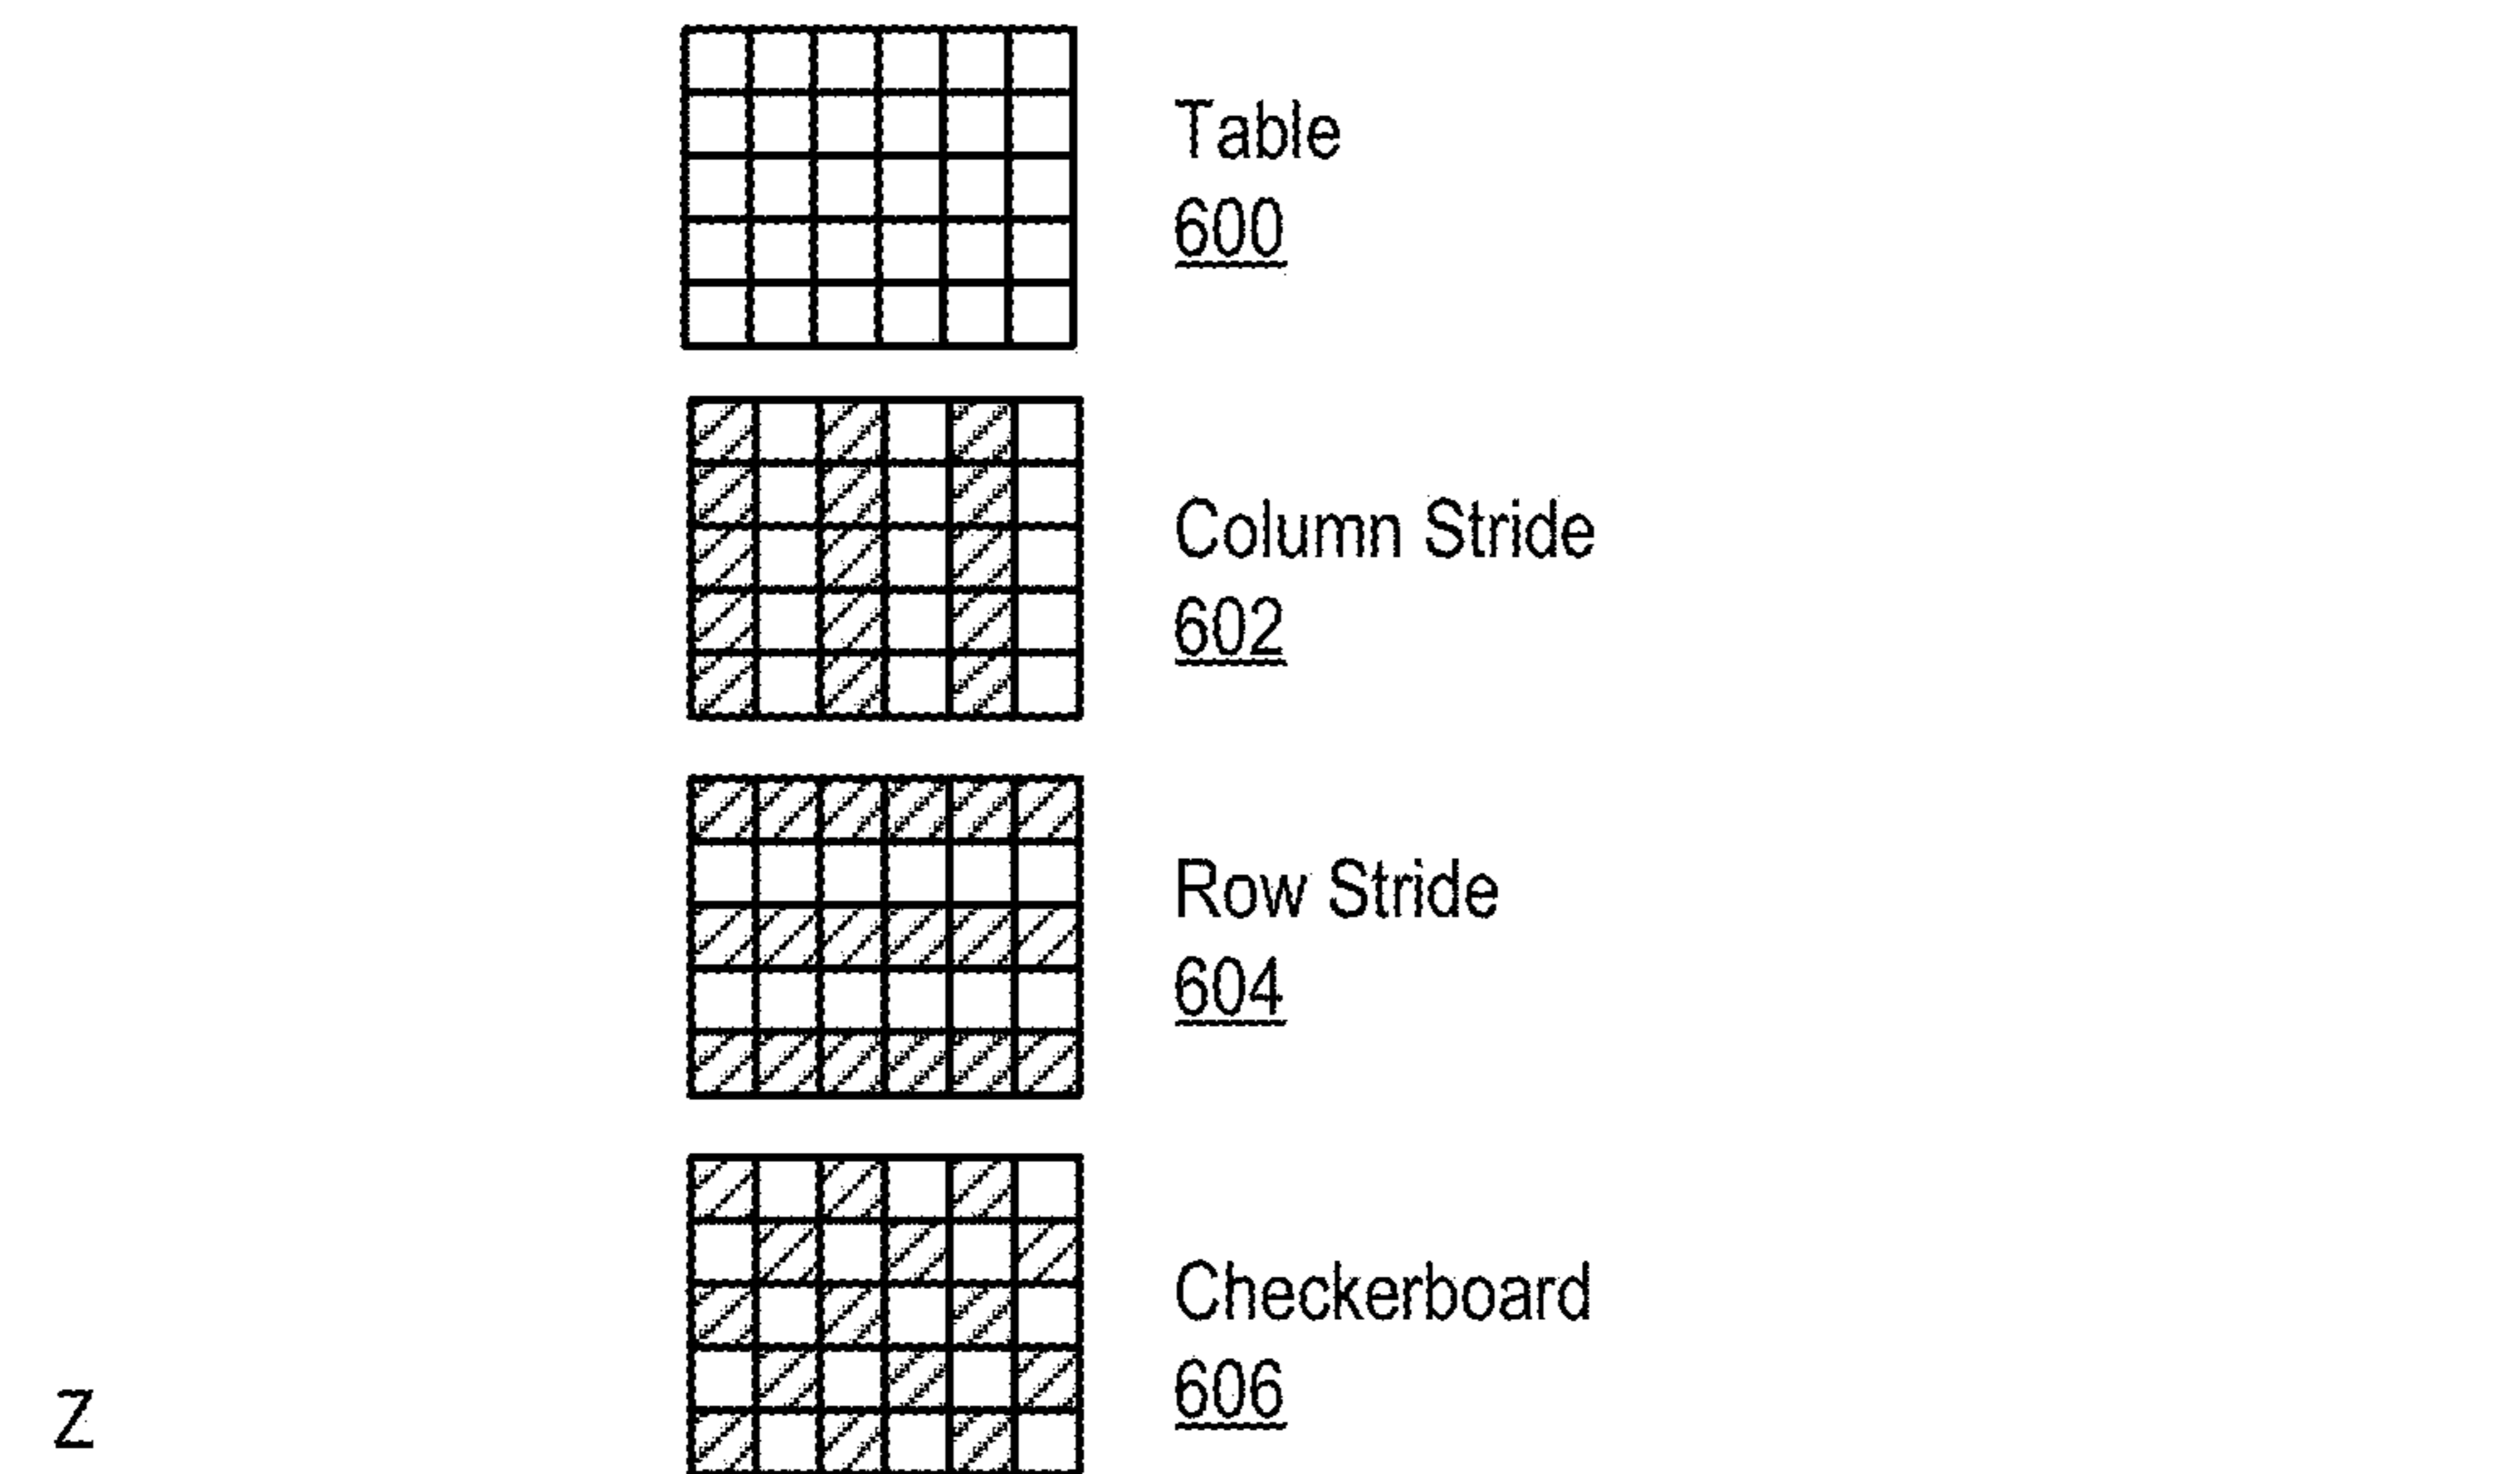 Table
600
Column Stride
602
Row Stride
604
Checkerboard
606
Z